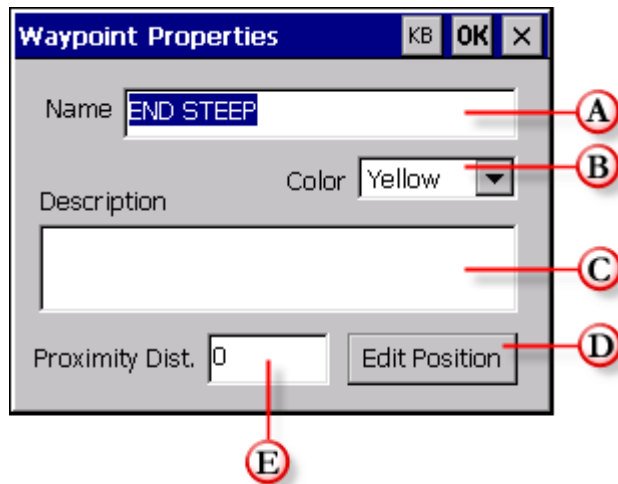 Waypoint Properties KB OK ×
Name END STEEP A
Color Yellow B
Description
C
Proximity Dist. 0 Edit Position D
E